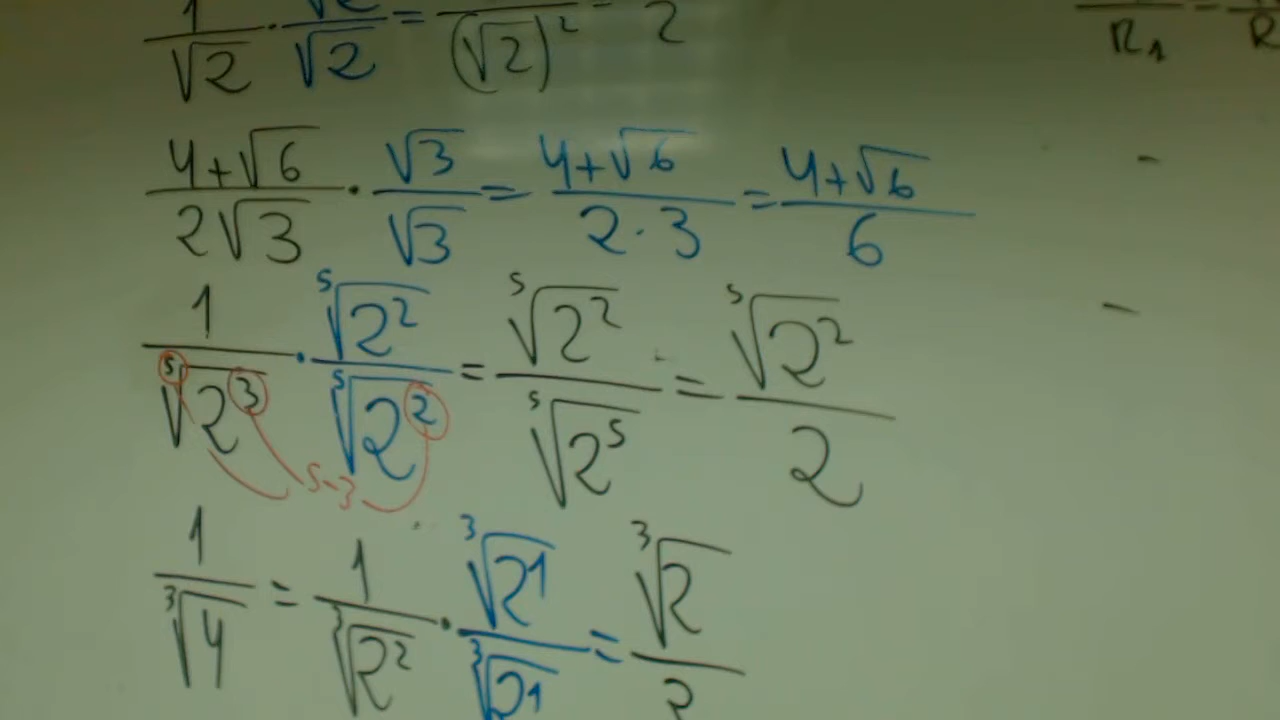 1/√2 · √2/√2 = /(√2)² = 2
R₁ = R
(4+√6)/(2√3) · √3/√3 = (4+√6)/(2·3) = (4+√6)/6
1/⁵√2³ · ⁵√2²/⁵√2² = ⁵√2²/⁵√2⁵ = ⁵√2²/2
5-3
1/³√4 = 1/³√2² · ³√2¹/³√2¹ = ³√2/2